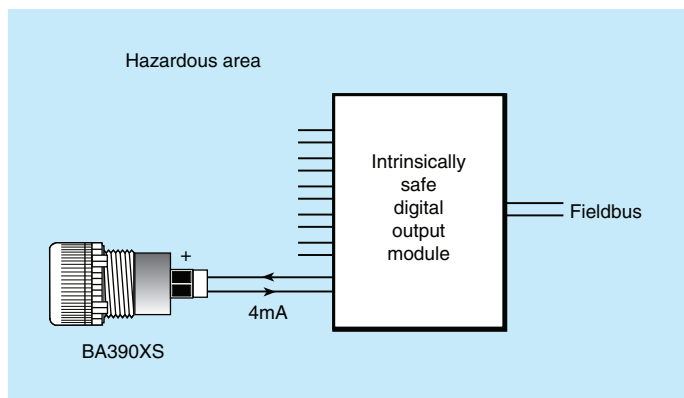 Hazardous area
Intrinsically
safe
digital
output
module
Fieldbus
+
4mA
BA390XS